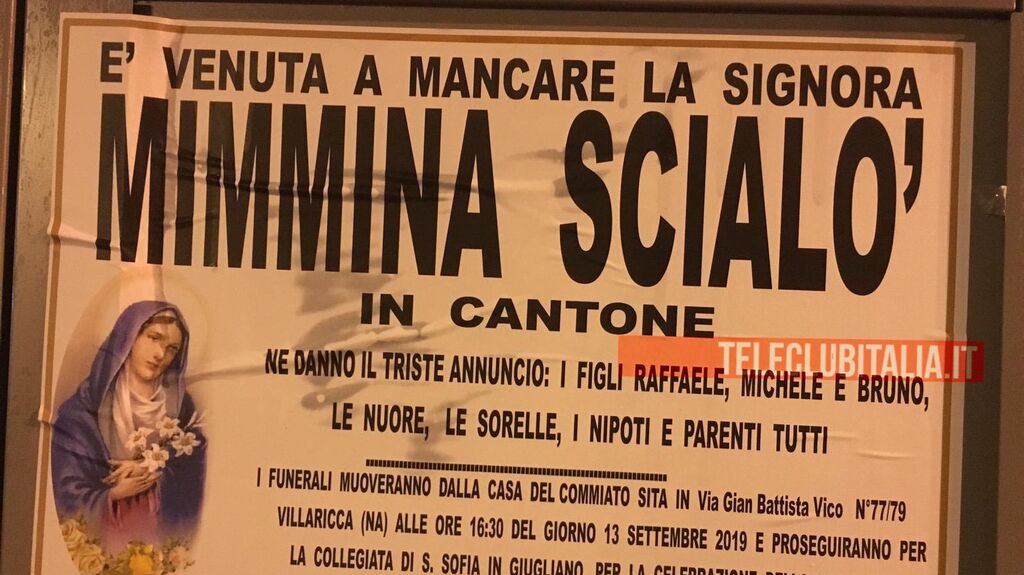 E' VENUTA A MANCARE LA SIGNORA
MIMMINA SCIALO'
IN CANTONE
TELECLUBITALIA.IT
NE DANNO IL TRISTE ANNUNCIO: I FIGLI RAFFAELE, MICHELE E BRUNO,
LE NUORE, LE SORELLE, I NIPOTI E PARENTI TUTTI
I FUNERALI MUOVERANNO DALLA CASA DEL COMMIATO SITA IN Via Gian Battista Vico N°77/79
VILLARICCA (NA) ALLE ORE 16:30 DEL GIORNO 13 SETTEMBRE 2019 E PROSEGUIRANNO PER
LA COLLEGIATA DI S. SOFIA IN GIUGLIANO, PER LA CELEBRAZIONE